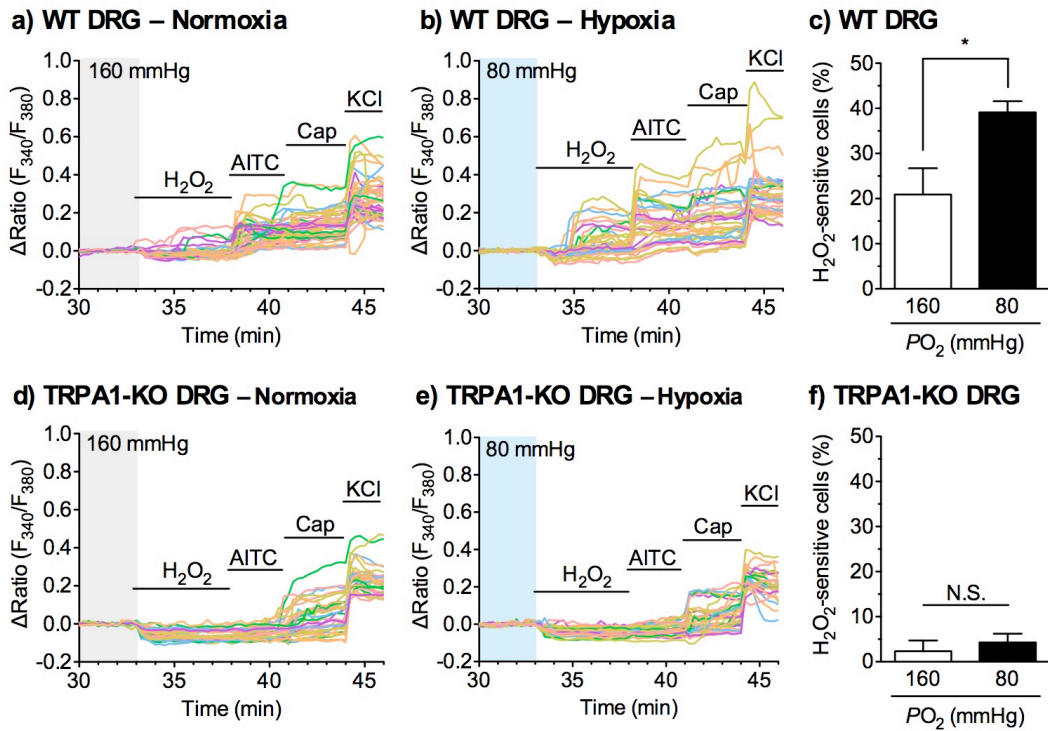 a) WT DRG – Normoxia
160 mmHg
H2O2
AITC
Cap
KCl
1.0
0.8
0.6
0.4
0.2
0.0
-0.2
ΔRatio (F340/F380)
30 35 40 45
Time (min)
b) WT DRG – Hypoxia
80 mmHg
H2O2
AITC
Cap
KCl
1.0
0.8
0.6
0.4
0.2
0.0
-0.2
ΔRatio (F340/F380)
30 35 40 45
Time (min)
c) WT DRG
*
50
40
30
20
10
0
H2O2-sensitive cells (%)
160 80
PO2 (mmHg)
d) TRPA1-KO DRG – Normoxia
160 mmHg
H2O2
AITC
Cap
KCl
1.0
0.8
0.6
0.4
0.2
0.0
-0.2
ΔRatio (F340/F380)
30 35 40 45
Time (min)
e) TRPA1-KO DRG – Hypoxia
80 mmHg
H2O2
AITC
Cap
KCl
1.0
0.8
0.6
0.4
0.2
0.0
-0.2
ΔRatio (F340/F380)
30 35 40 45
Time (min)
f) TRPA1-KO DRG
N.S.
50
40
30
20
10
0
H2O2-sensitive cells (%)
160 80
PO2 (mmHg)